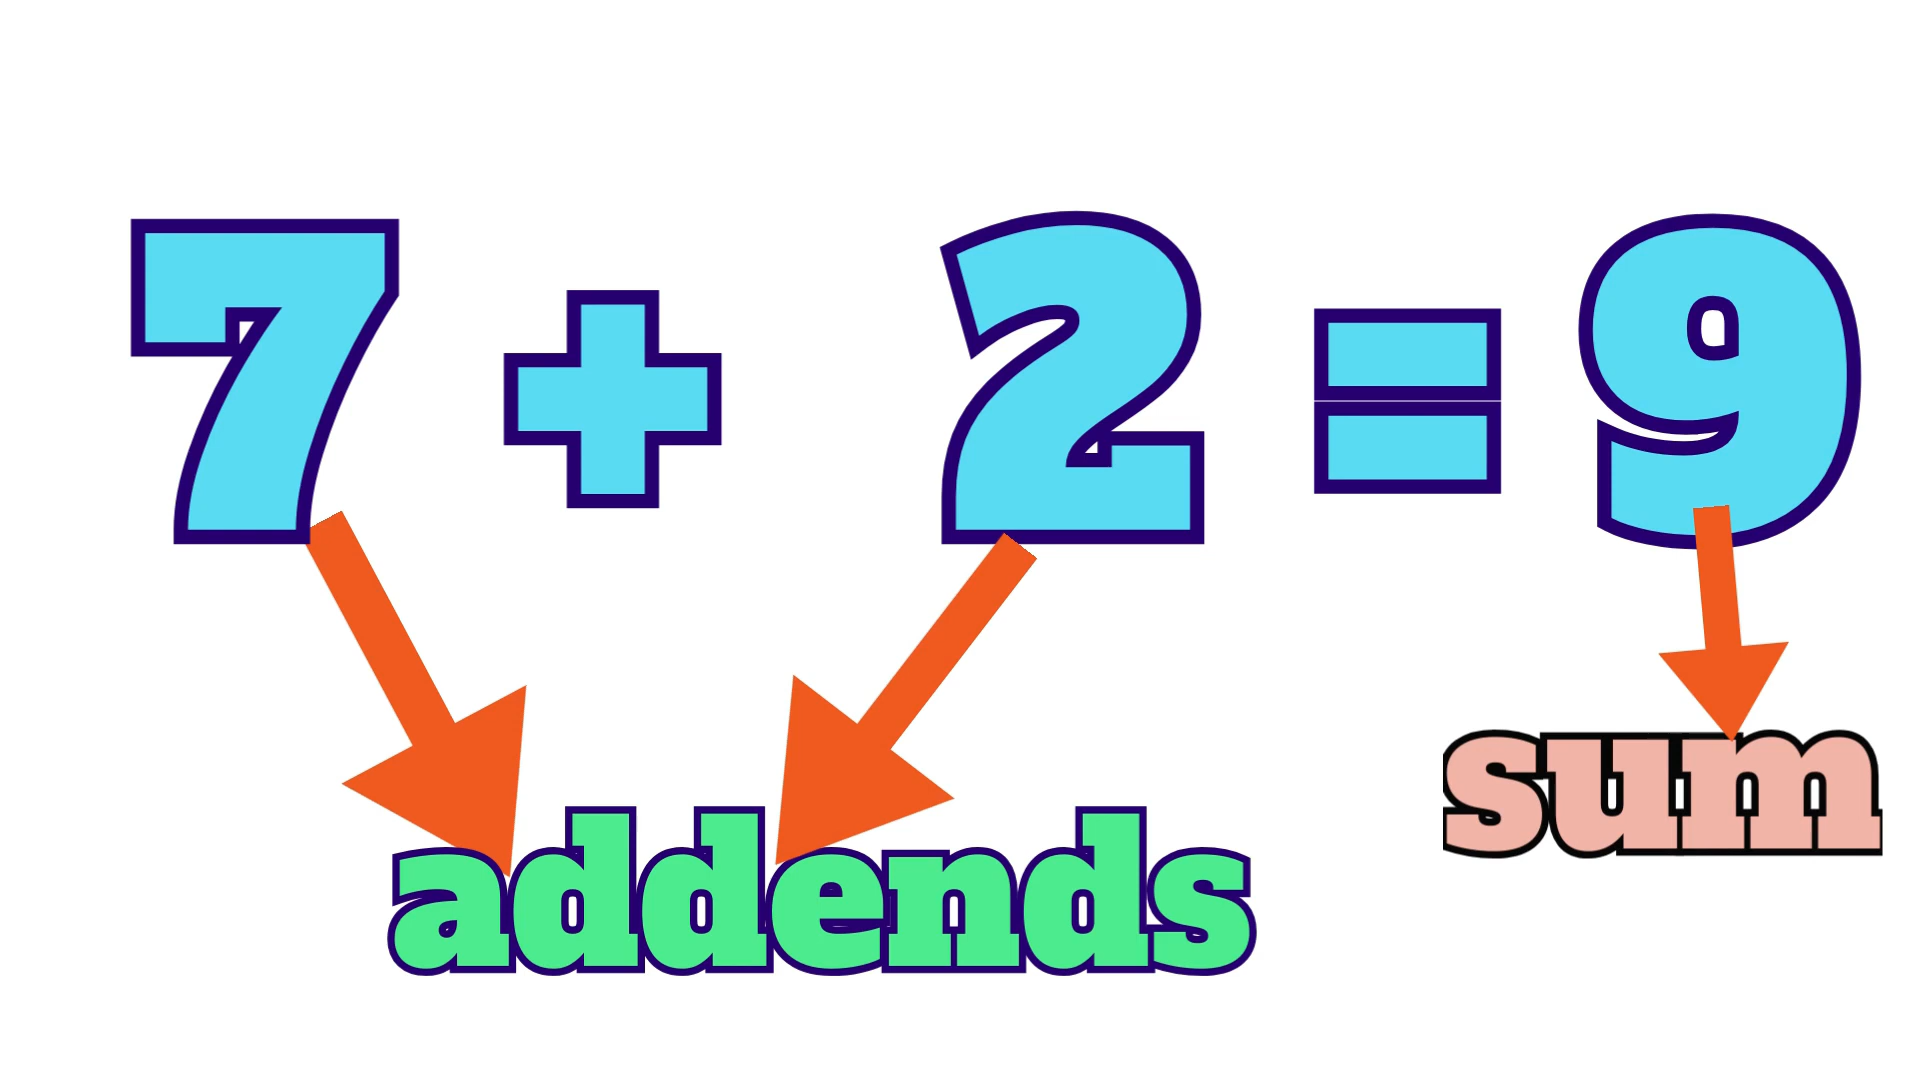 7 + 2 = 9
sum
addends